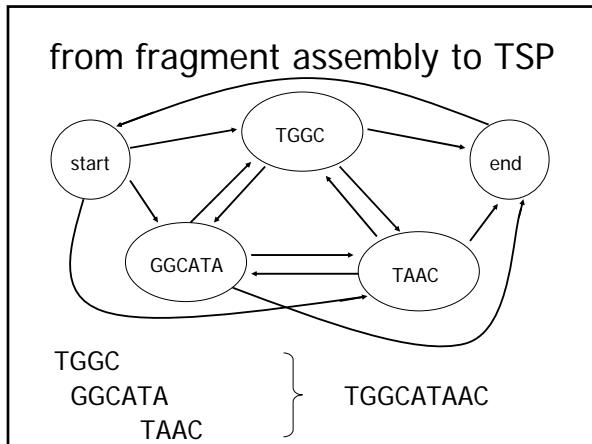 from fragment assembly to TSP
TGGC
start
end
GGCATA
TAAC
TGGC
GGCATA
TGGCATAAC
TAAC